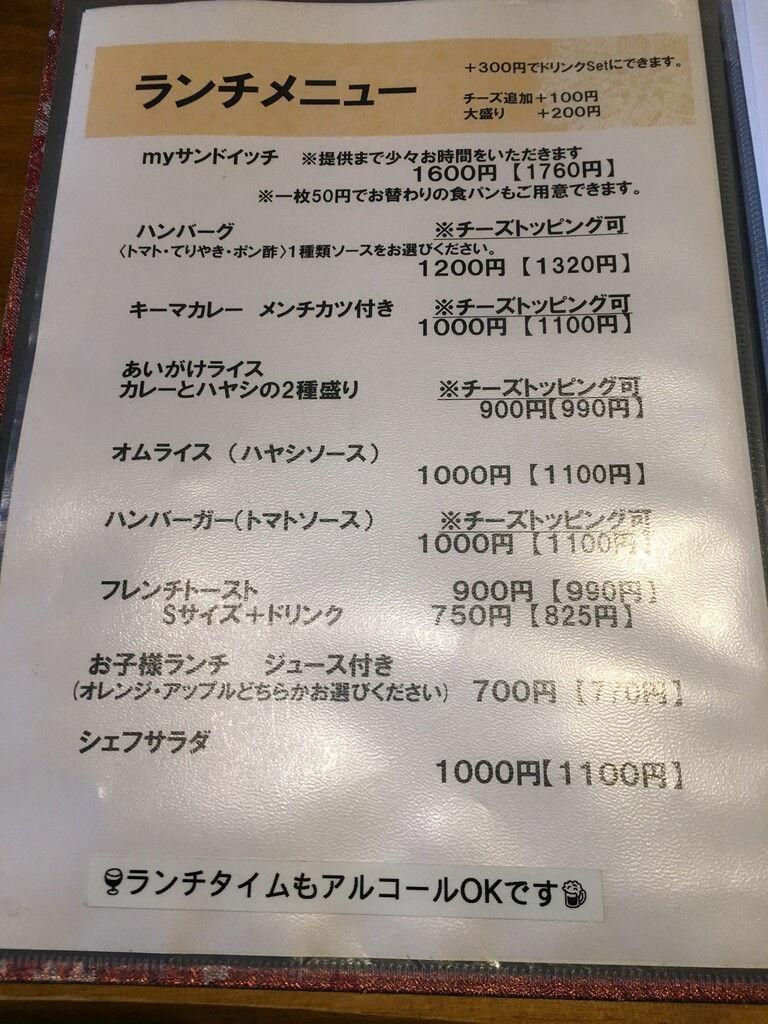 ランチメニュー
+300円でドリンクSetにできます。
チーズ追加+100円
大盛り +200円
myサンドイッチ ※提供まで少々お時間をいただきます
1600円【1760円】
※一枚50円でお替わりの食パンもご用意できます。
ハンバーグ ※チーズトッピング可
〈トマト・てりやき・ポン酢〉1種類ソースをお選びください。
1200円【1320円】
キーマカレー メンチカツ付き ※チーズトッピング可
1000円【1100円】
あいがけライス
カレーとハヤシの2種盛り ※チーズトッピング可
900円【990円】
オムライス(ハヤシソース)
1000円【1100円】
ハンバーガー(トマトソース) ※チーズトッピング可
1000円【1100円】
フレンチトースト 900円【990円】
Sサイズ+ドリンク 750円【825円】
お子様ランチ ジュース付き
(オレンジ・アップルどちらかお選びください) 700円【770円】
シェフサラダ
1000円【1100円】
ランチタイムもアルコールOKです